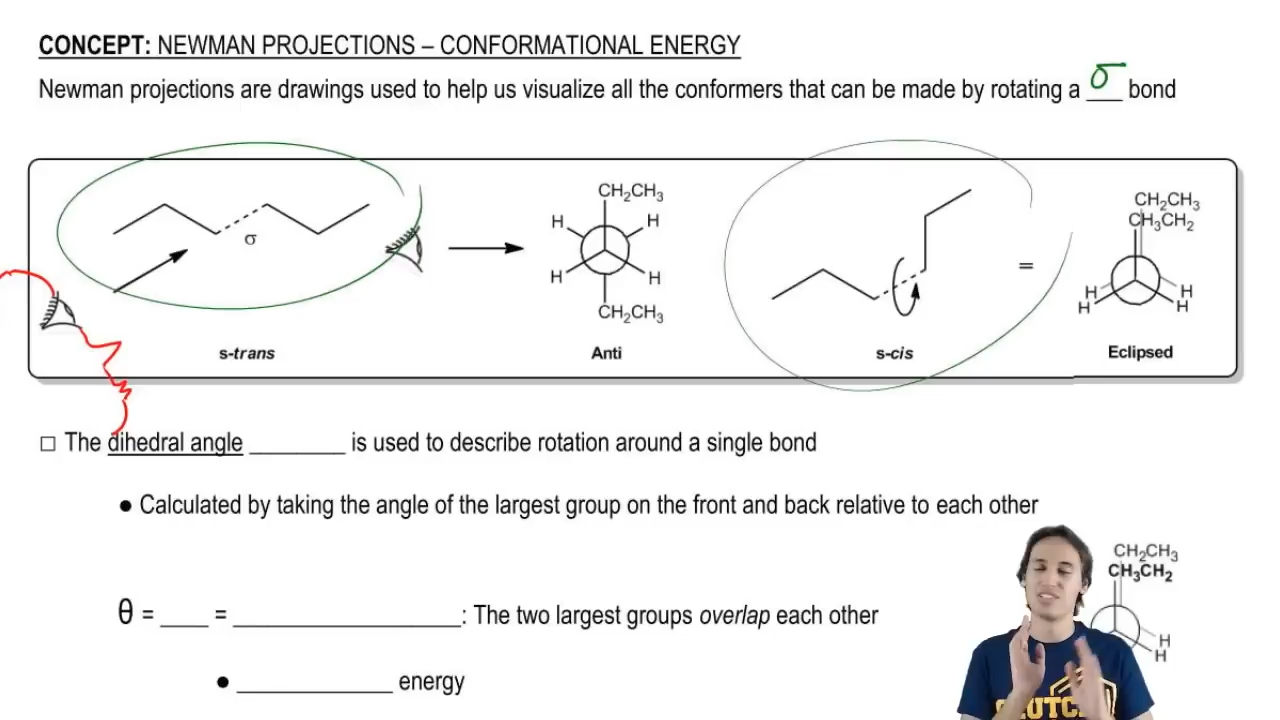 CONCEPT: NEWMAN PROJECTIONS – CONFORMATIONAL ENERGY
Newman projections are drawings used to help us visualize all the conformers that can be made by rotating a σ bond
σ
s-trans
CH₂CH₃
H H
H H
CH₂CH₃
Anti
s-cis
=
CH₂CH₃
CH₃CH₂
H H
H H
Eclipsed
□ The dihedral angle ________ is used to describe rotation around a single bond
● Calculated by taking the angle of the largest group on the front and back relative to each other
CH₂CH₃
CH₃CH₂
H
H
θ = ____ = ___________________: The two largest groups overlap each other
● _____________ energy